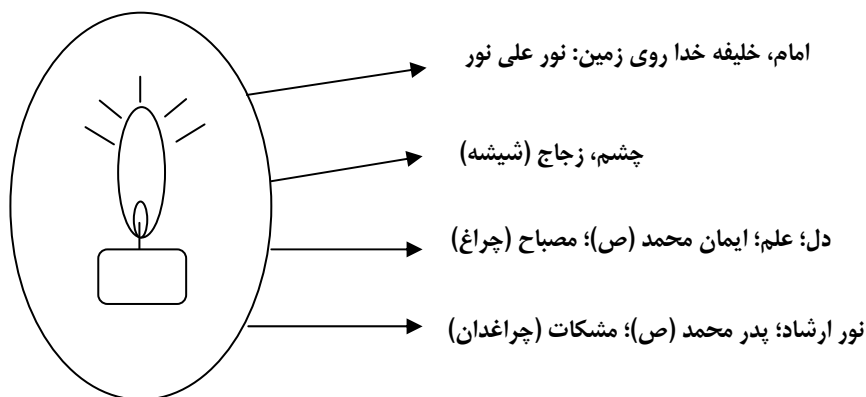 امام، خلیفه خدا روی زمین: نور علی نور
چشم، زجاج (شیشه)
دل؛ علم؛ ایمان محمد (ص)؛ مصباح (چراغ)
نور ارشاد؛ پدر محمد (ص)؛ مشکات (چراغدان)